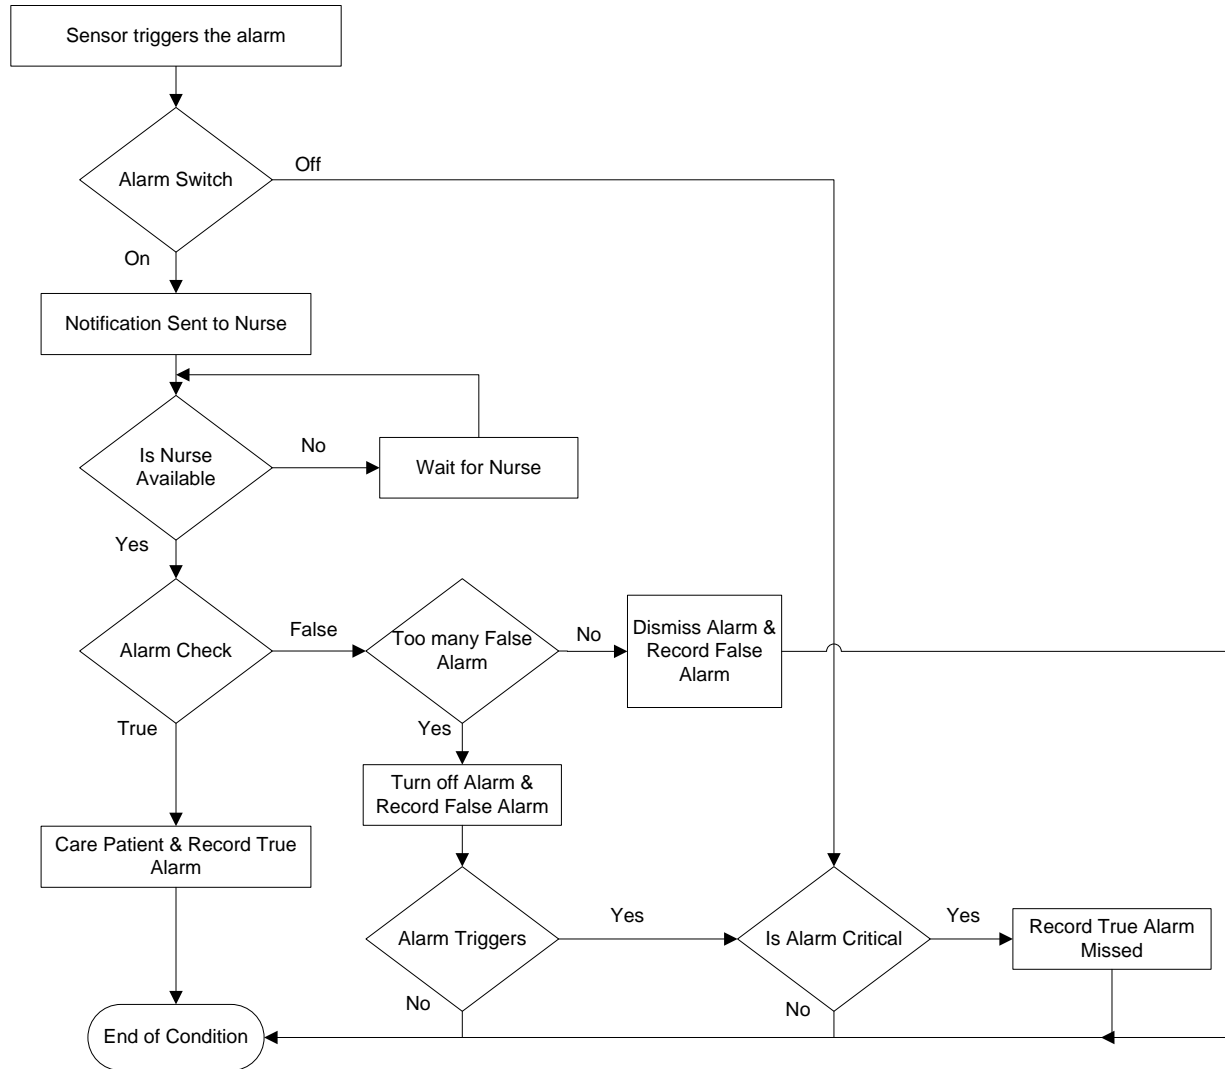 Sensor triggers the alarm
Off
Alarm Switch
On
Notification Sent to Nurse
Is Nurse
Available
No
Wait for Nurse
Yes
Alarm Check
False
Too many False
Alarm
No
Dismiss Alarm &
Record False
Alarm
True
Yes
Turn off Alarm &
Record False Alarm
Care Patient & Record True
Alarm
Alarm Triggers
Yes
Is Alarm Critical
Yes
Record True Alarm
Missed
No
No
End of Condition